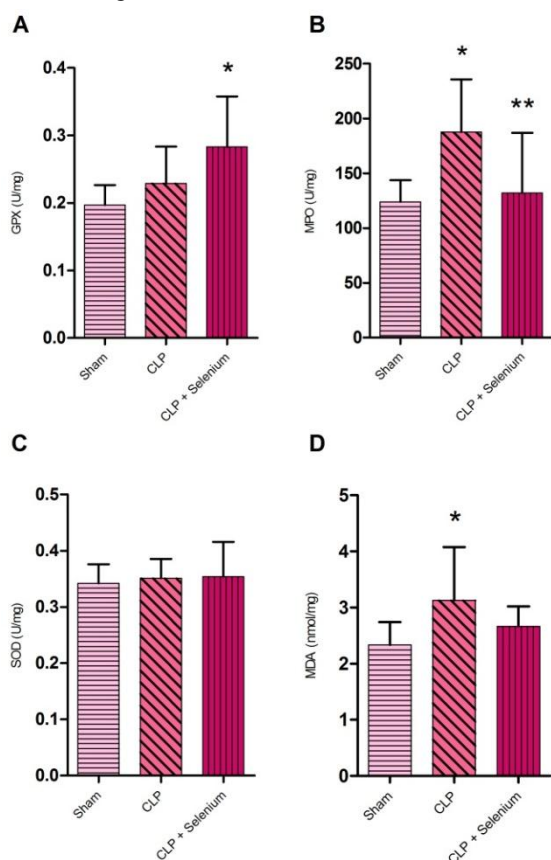 A
B
*
*
**
GPX (U/mg)
0.4
0.3
0.2
0.1
0.0
Sham
CLP
CLP + Selenium
MPO (U/mg)
250
200
150
100
50
0
Sham
CLP
CLP + Selenium
C
D
SOD (U/mg)
0.5
0.4
0.3
0.2
0.1
0.0
Sham
CLP
CLP + Selenium
*
MDA (nmol/mg)
5
4
3
2
1
0
Sham
CLP
CLP + Selenium